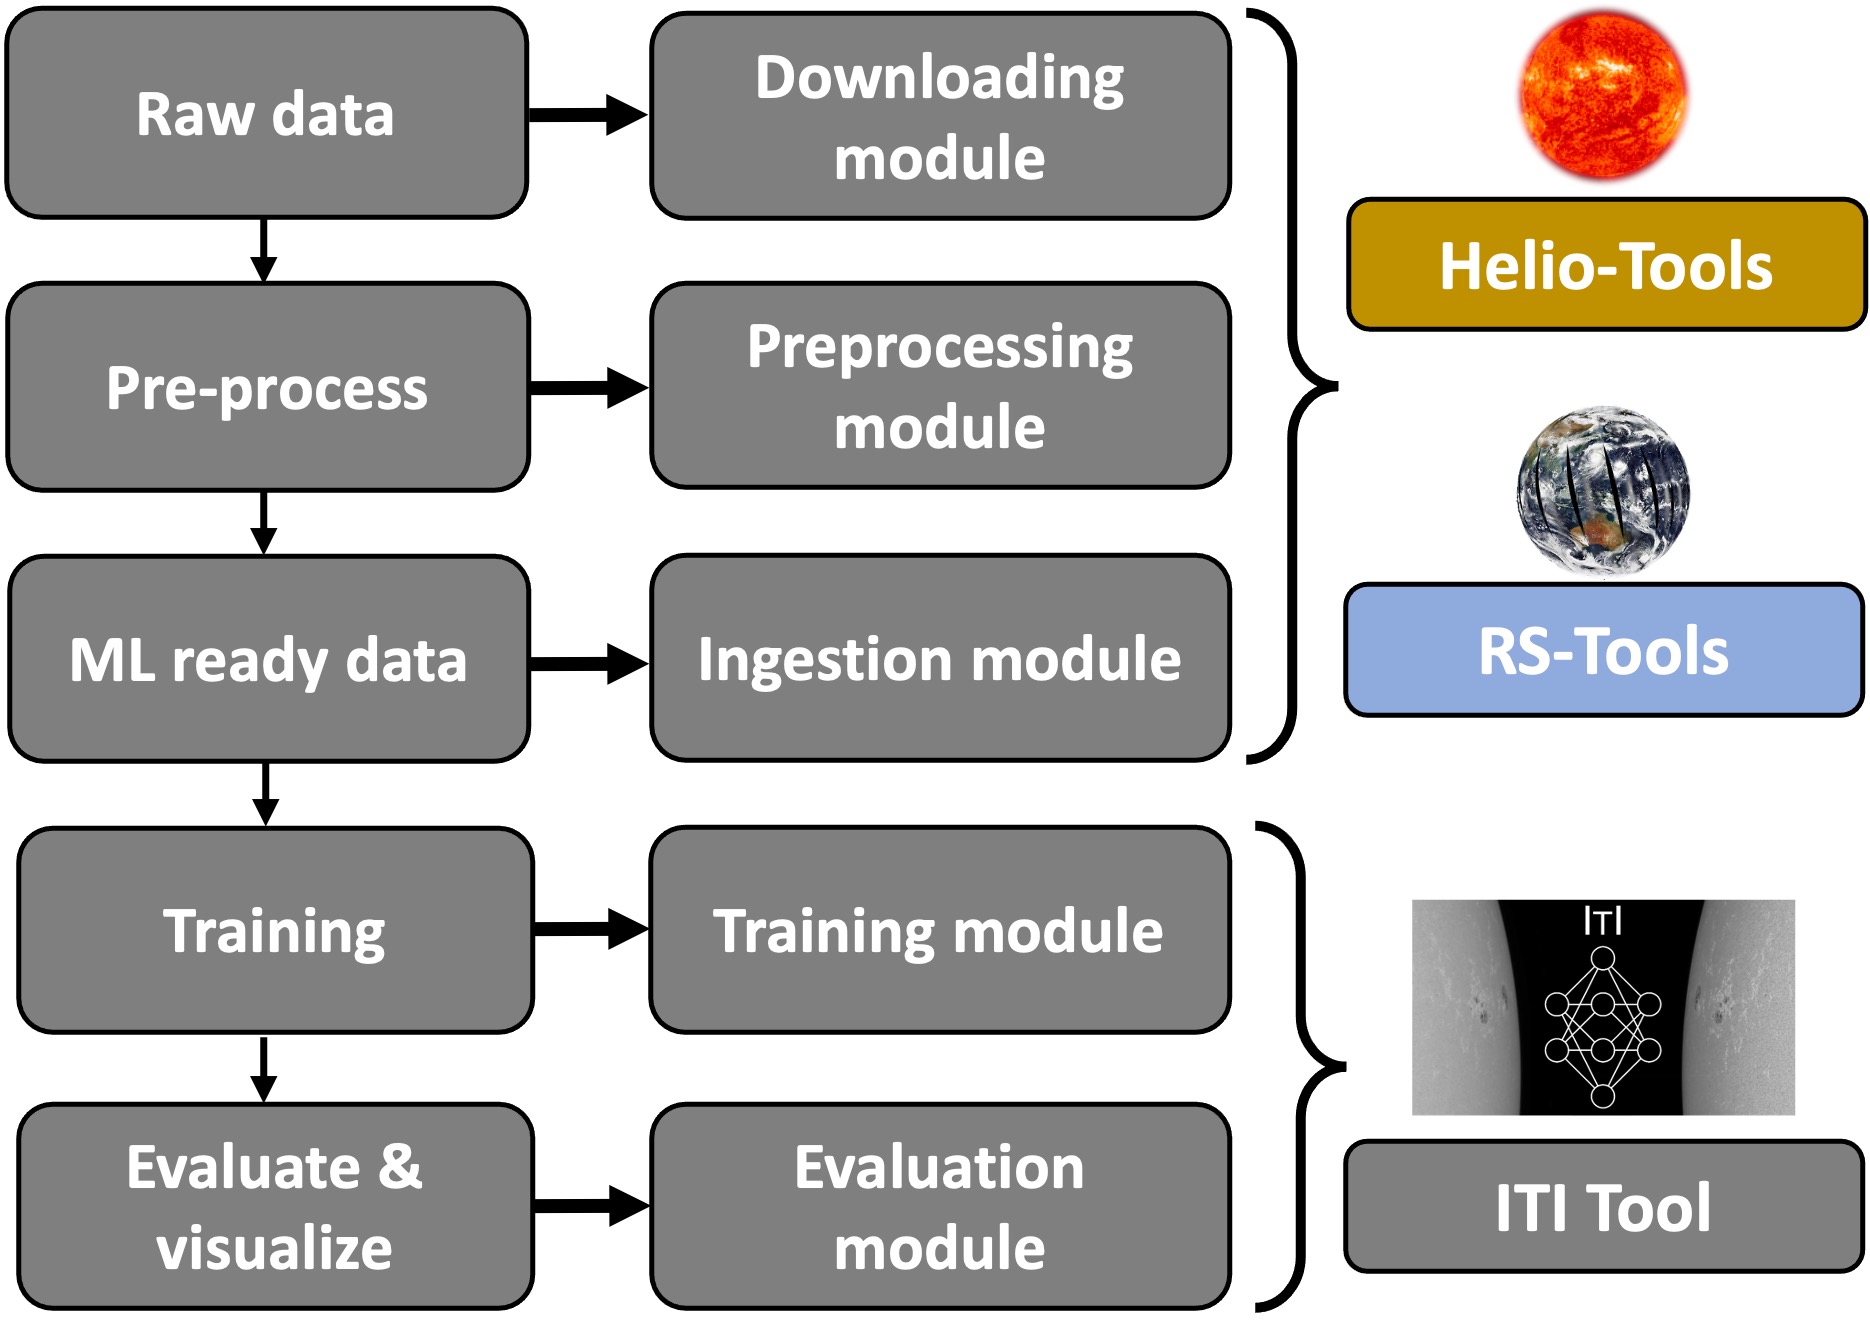 Raw data
Downloading
module
Helio-Tools
Pre-process
Preprocessing
module
ML ready data
Ingestion module
RS-Tools
Training
Training module
ITI
Evaluate &
visualize
Evaluation
module
ITI Tool